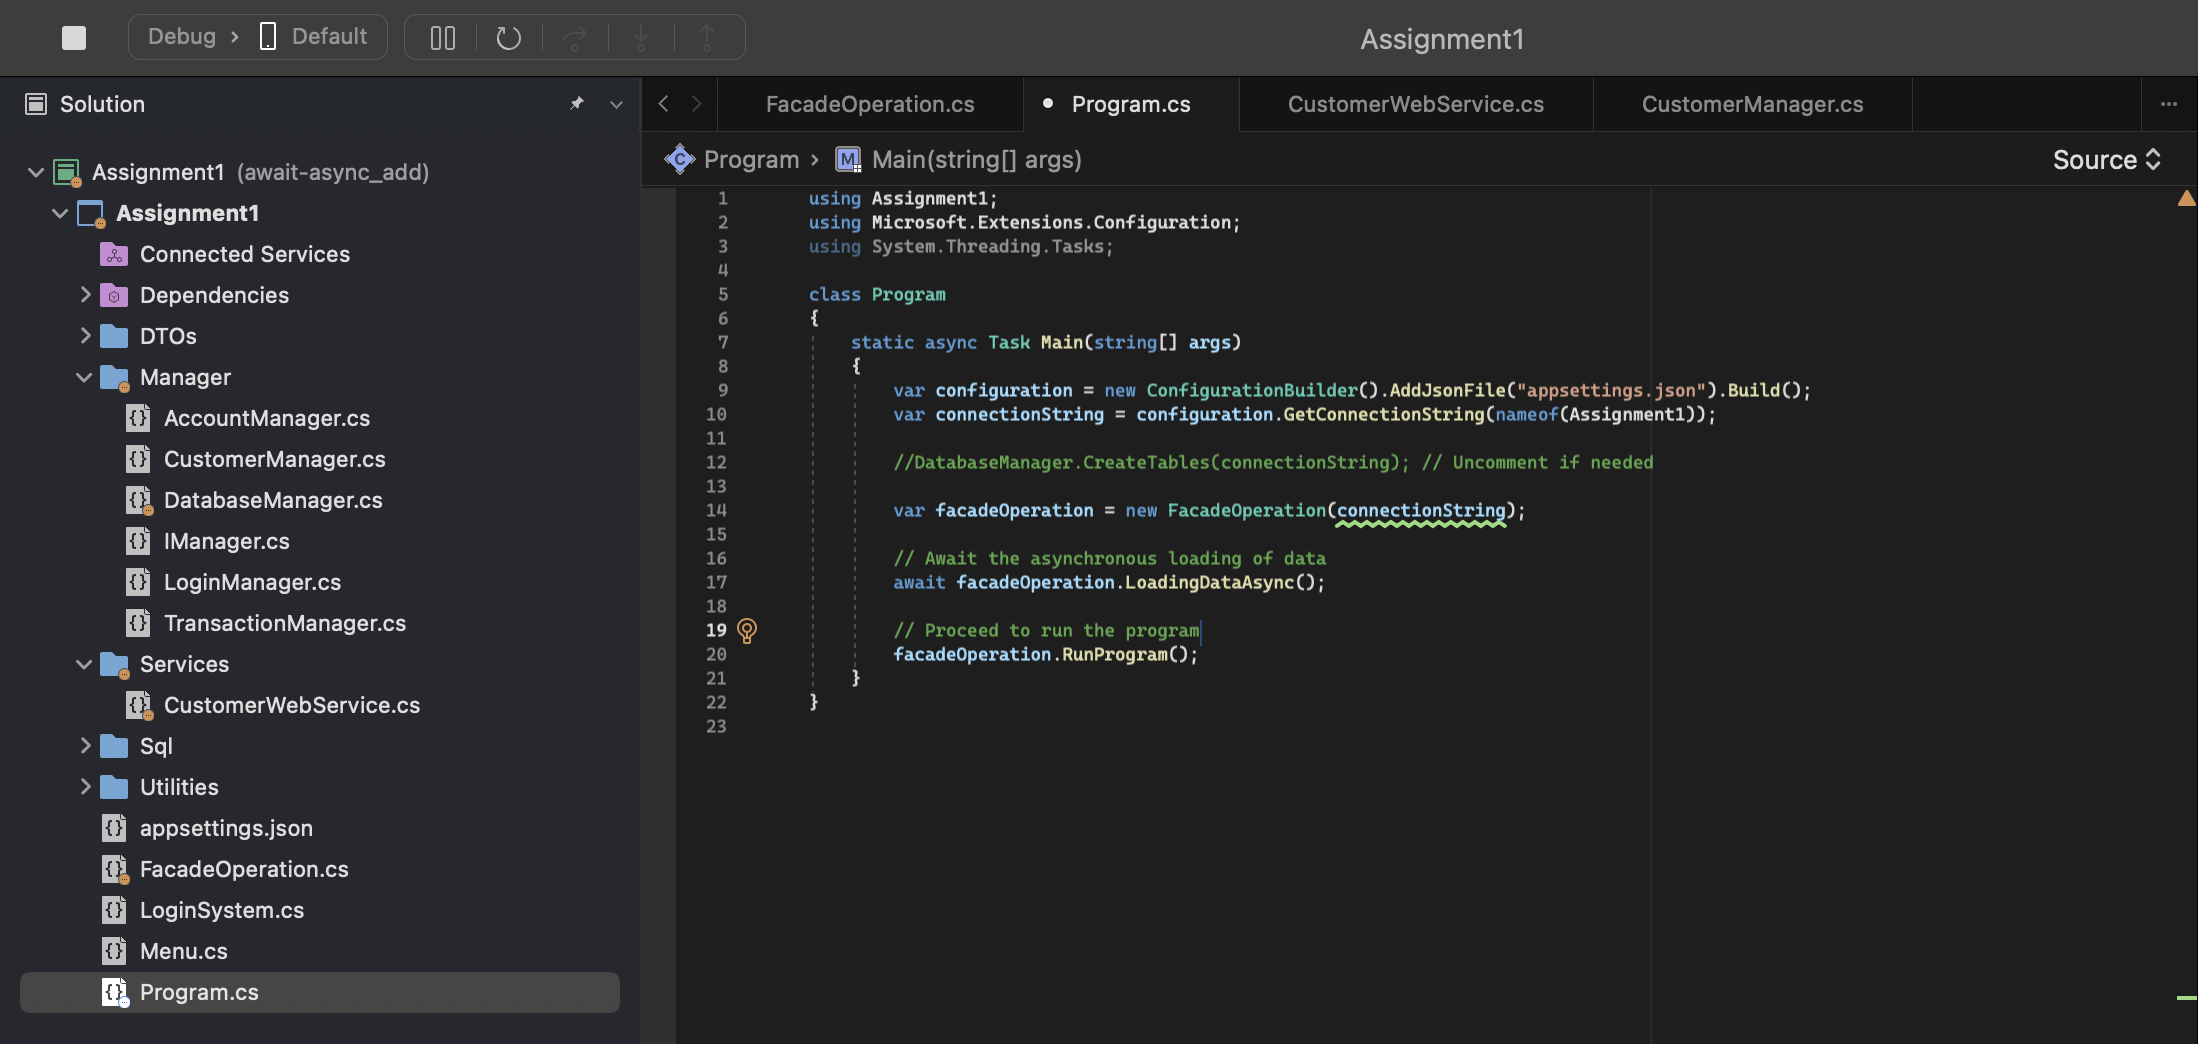 Debug › Default
Assignment1
Solution
Assignment1 (await-async_add)
Assignment1
Connected Services
Dependencies
DTOs
Manager
AccountManager.cs
CustomerManager.cs
DatabaseManager.cs
IManager.cs
LoginManager.cs
TransactionManager.cs
Services
CustomerWebService.cs
Sql
Utilities
appsettings.json
FacadeOperation.cs
LoginSystem.cs
Menu.cs
Program.cs
FacadeOperation.cs
Program.cs
CustomerWebService.cs
CustomerManager.cs
Program › M Main(string[] args)
Source
1 using Assignment1;
2 using Microsoft.Extensions.Configuration;
3 using System.Threading.Tasks;
4
5 class Program
6 {
7 static async Task Main(string[] args)
8 {
9 var configuration = new ConfigurationBuilder().AddJsonFile("appsettings.json").Build();
10 var connectionString = configuration.GetConnectionString(nameof(Assignment1));
11
12 //DatabaseManager.CreateTables(connectionString); // Uncomment if needed
13
14 var facadeOperation = new FacadeOperation(connectionString);
15
16 // Await the asynchronous loading of data
17 await facadeOperation.LoadingDataAsync();
18
19 // Proceed to run the program
20 facadeOperation.RunProgram();
21 }
22 }
23